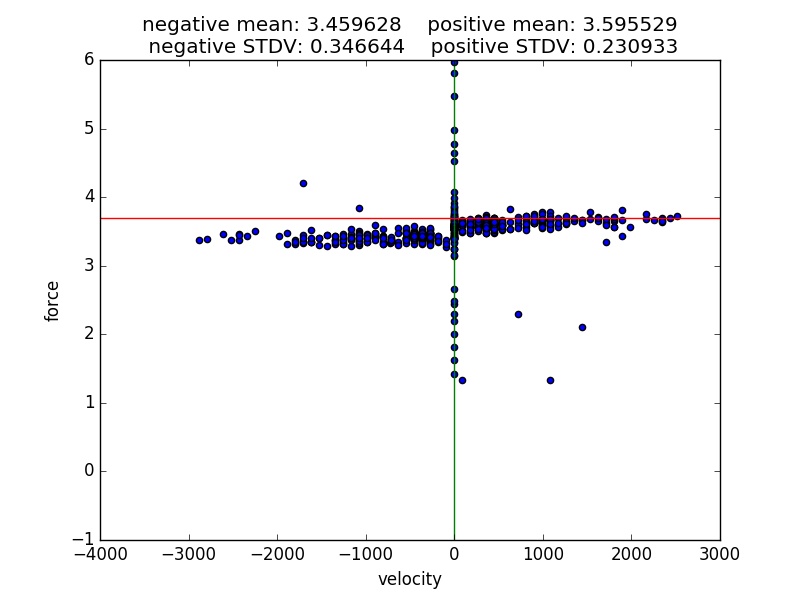 negative mean: 3.459628    positive mean: 3.595529
negative STDV: 0.346644    positive STDV: 0.230933
6
5
4
3
2
1
0
−1
force
−4000 −3000 −2000 −1000 0 1000 2000 3000
velocity